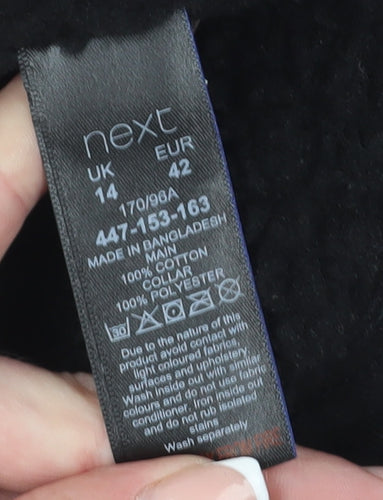 next
UK EUR
14 42
170/96A
447-153-163
MADE IN BANGLADESH
MAIN
100% COTTON
COLLAR
100% POLYESTER
30
Due to the nature of this
product avoid contact with
light coloured fabrics,
surfaces and upholstery.
Wash inside out with similar
colours and do not use fabric
conditioner. Iron inside out
and do not rub isolated
stains
Wash separately